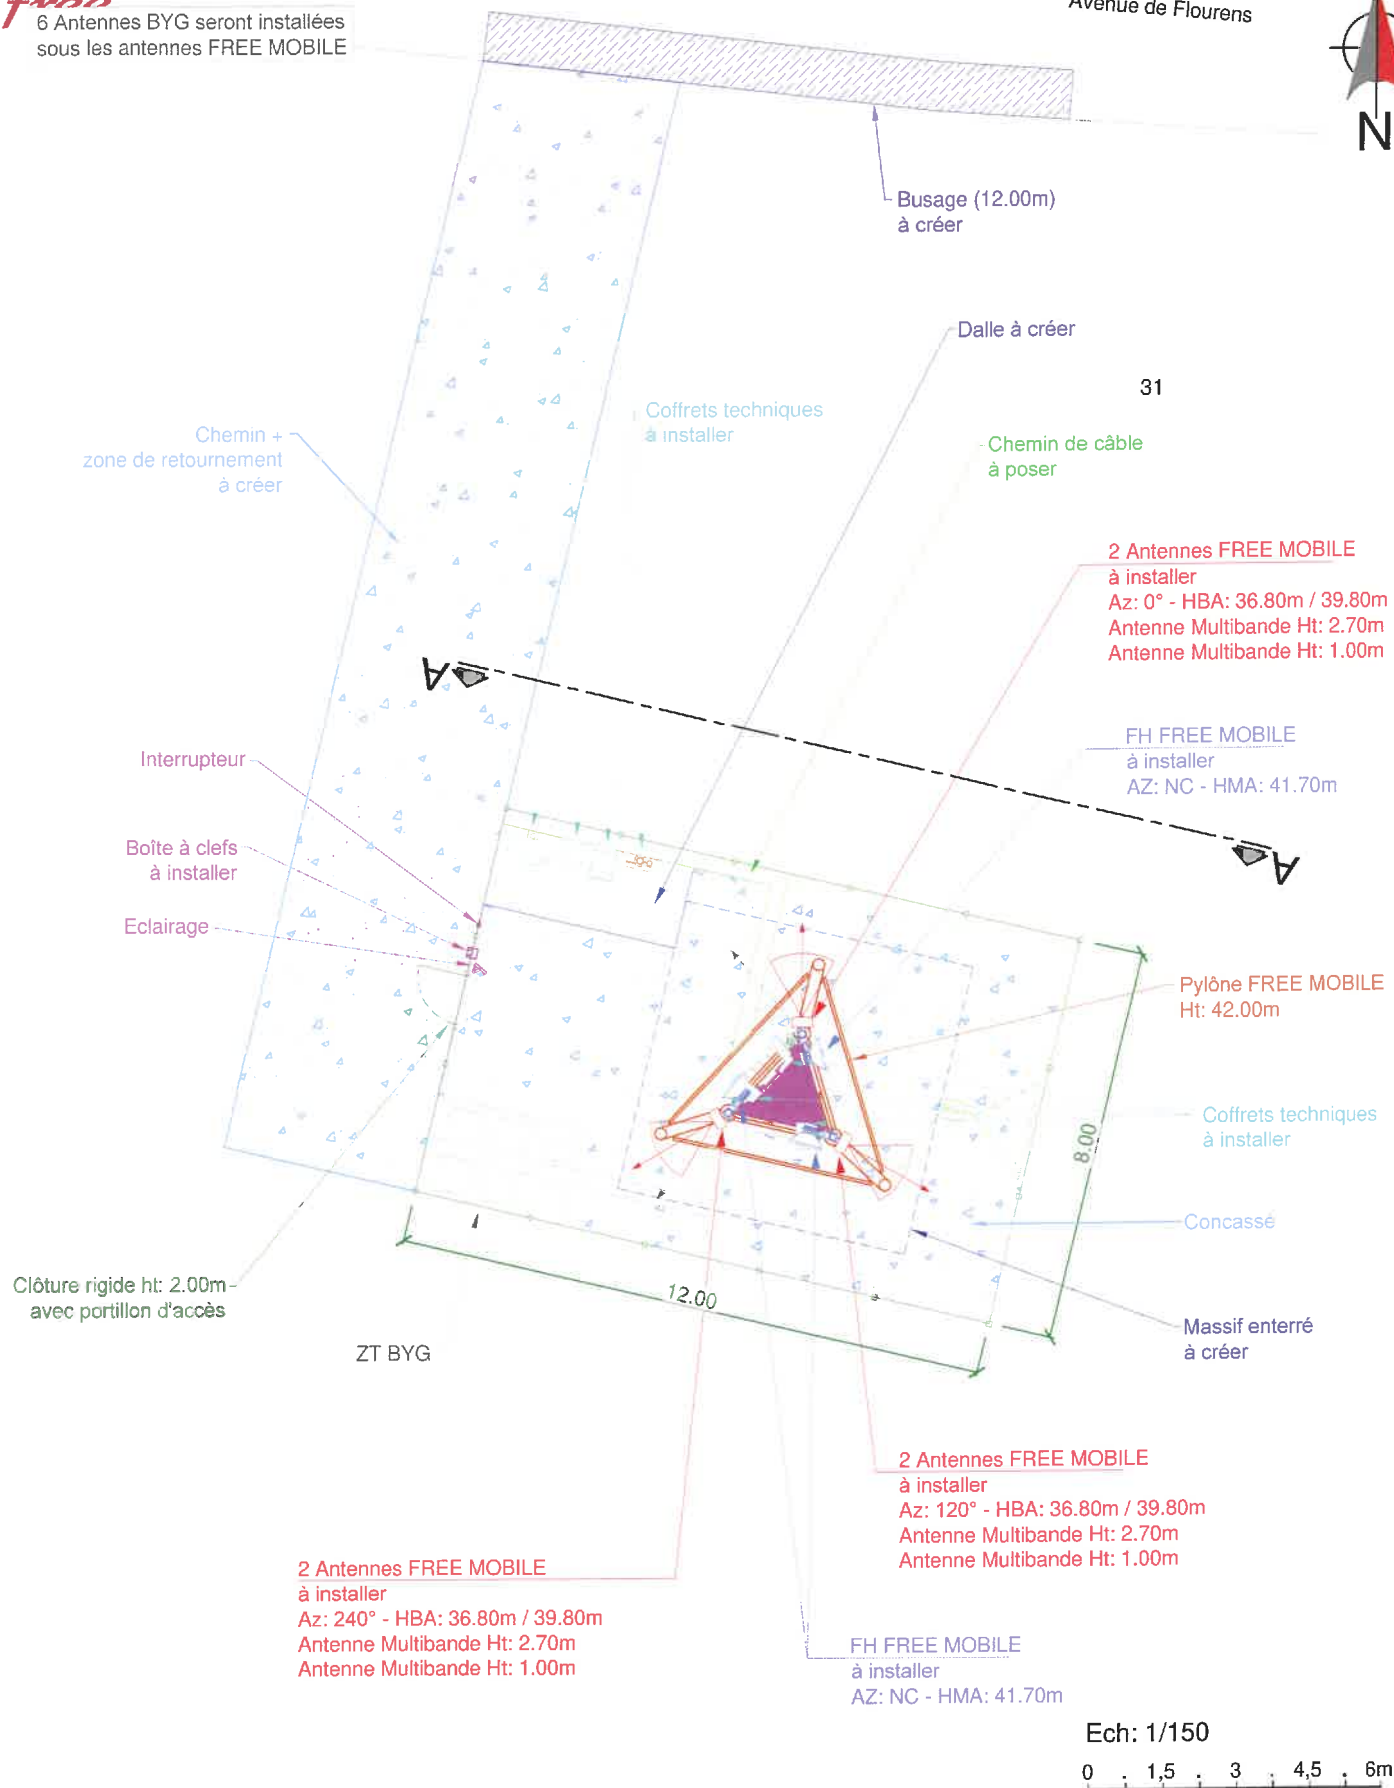 free
6 Antennes BYG seront installées
sous les antennes FREE MOBILE
Avenue de Flourens
N
Busage (12.00m)
à créer
Dalle à créer
31
Coffrets techniques
à installer
Chemin +
zone de retournement
à créer
Chemin de câble
à poser
2 Antennes FREE MOBILE
à installer
Az: 0° - HBA: 36.80m / 39.80m
Antenne Multibande Ht: 2.70m
Antenne Multibande Ht: 1.00m
A
FH FREE MOBILE
à installer
AZ: NC - HMA: 41.70m
Interrupteur
Boîte à clefs
à installer
A
Eclairage
Pylône FREE MOBILE
Ht: 42.00m
Coffrets techniques
à installer
8.00
Concassé
Clôture rigide ht: 2.00m
avec portillon d'accès
12.00
Massif enterré
à créer
ZT BYG
2 Antennes FREE MOBILE
à installer
Az: 120° - HBA: 36.80m / 39.80m
Antenne Multibande Ht: 2.70m
Antenne Multibande Ht: 1.00m
2 Antennes FREE MOBILE
à installer
Az: 240° - HBA: 36.80m / 39.80m
Antenne Multibande Ht: 2.70m
Antenne Multibande Ht: 1.00m
FH FREE MOBILE
à installer
AZ: NC - HMA: 41.70m
Ech: 1/150
0 . 1,5 . 3 . 4,5 . 6m